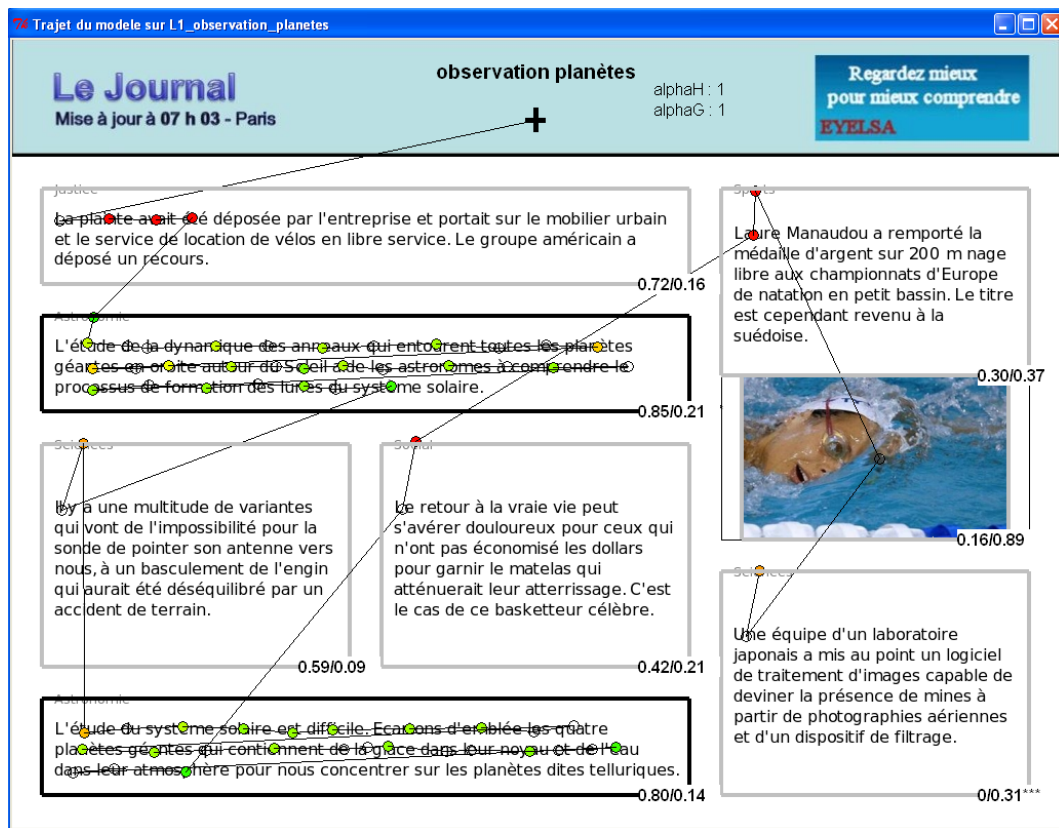 Trajet du modele sur L1_observation_planetes
Le Journal
Mise à jour à 07 h 03 - Paris
observation planètes
alphaH : 1
alphaG : 1
Regardez mieux
pour mieux comprendre
EYELSA
Justice
La plainte avait été déposée par l'entreprise et portait sur le mobilier urbain
et le service de location de vélos en libre service. Le groupe américain a
déposé un recours.
0.72/0.16
Astronomie
L'étude de la dynamique des anneaux qui entourent toutes les planètes
géantes en orbite autour du Soleil a de les astronomes à comprendre le
processus de formation des lunes du système solaire.
0.85/0.21
Sciences
Il y a une multitude de variantes
qui vont de l'impossibilité pour la
sonde de pointer son antenne vers
nous, à un basculement de l'engin
qui aurait été déséquilibré par un
accident de terrain.
0.59/0.09
Social
Le retour à la vraie vie peut
s'avérer douloureux pour ceux qui
n'ont pas économisé les dollars
pour garnir le matelas qui
atténuerait leur atterrissage. C'est
le cas de ce basketteur célèbre.
0.42/0.21
Astronomie
L'étude du système solaire est difficile. Ecartons d'emblée les quatre
planètes géantes qui contiennent de la glace dans leur noyau et de l'eau
dans leur atmosphère pour nous concentrer sur les planètes dites telluriques.
0.80/0.14
Sports
Laure Manaudou a remporté la
médaille d'argent sur 200 m nage
libre aux championnats d'Europe
de natation en petit bassin. Le titre
est cependant revenu à la
suédoise.
0.30/0.37
0.16/0.89
Sciences
Une équipe d'un laboratoire
japonais a mis au point un logiciel
de traitement d'images capable de
deviner la présence de mines à
partir de photographies aériennes
et d'un dispositif de filtrage.
0/0.31***